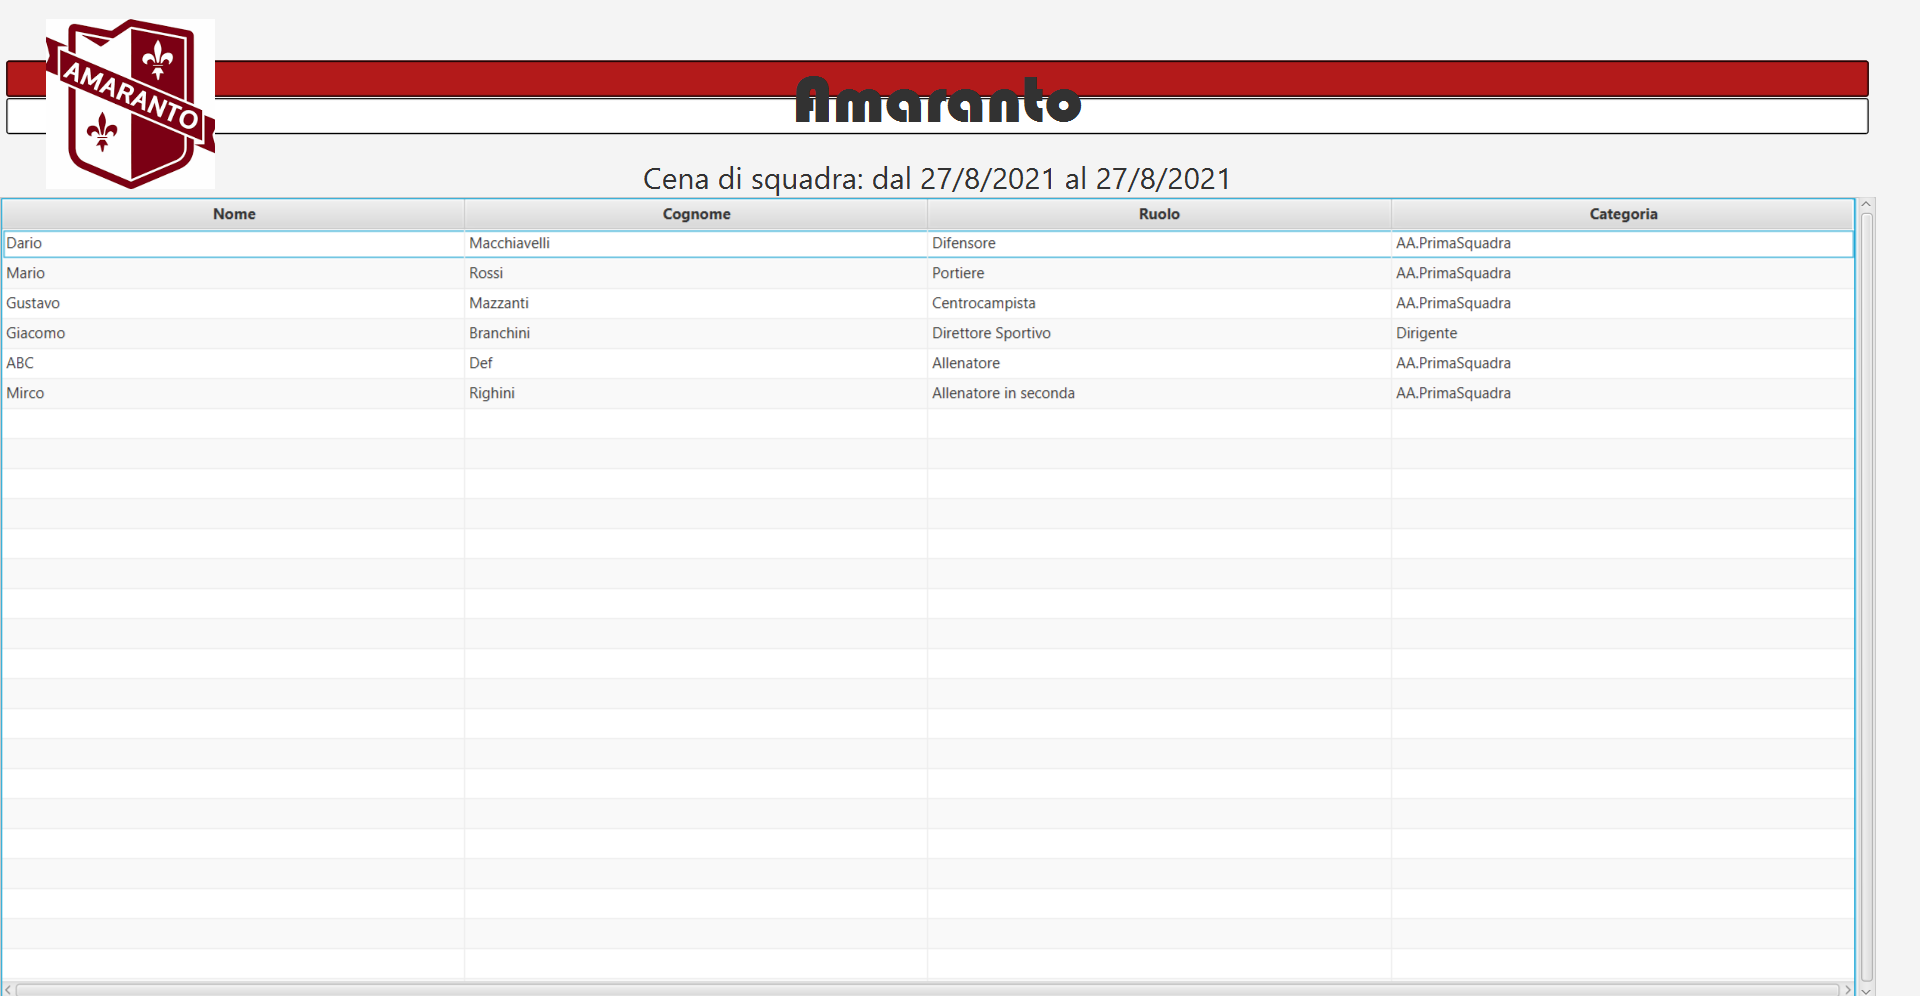 AMARANTO
Amaranto
Cena di squadra: dal 27/8/2021 al 27/8/2021
Nome Cognome Ruolo Categoria
Dario Macchiavelli Difensore AA.PrimaSquadra
Mario Rossi Portiere AA.PrimaSquadra
Gustavo Mazzanti Centrocampista AA.PrimaSquadra
Giacomo Branchini Direttore Sportivo Dirigente
ABC Def Allenatore AA.PrimaSquadra
Mirco Righini Allenatore in seconda AA.PrimaSquadra